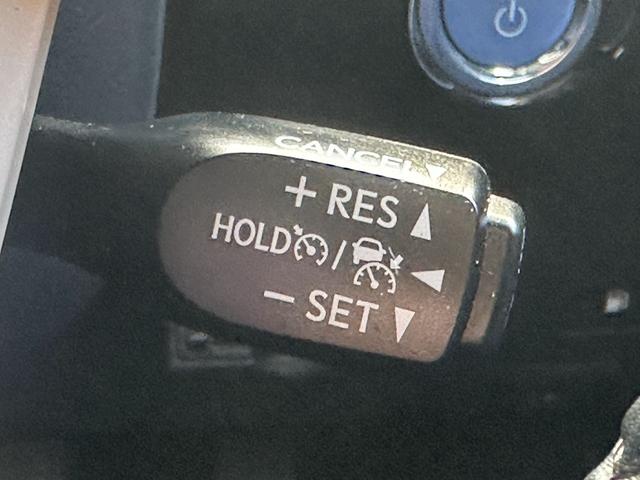 CANCEL ▼
+ RES ▲
HOLD /  ◀
− SET ▼